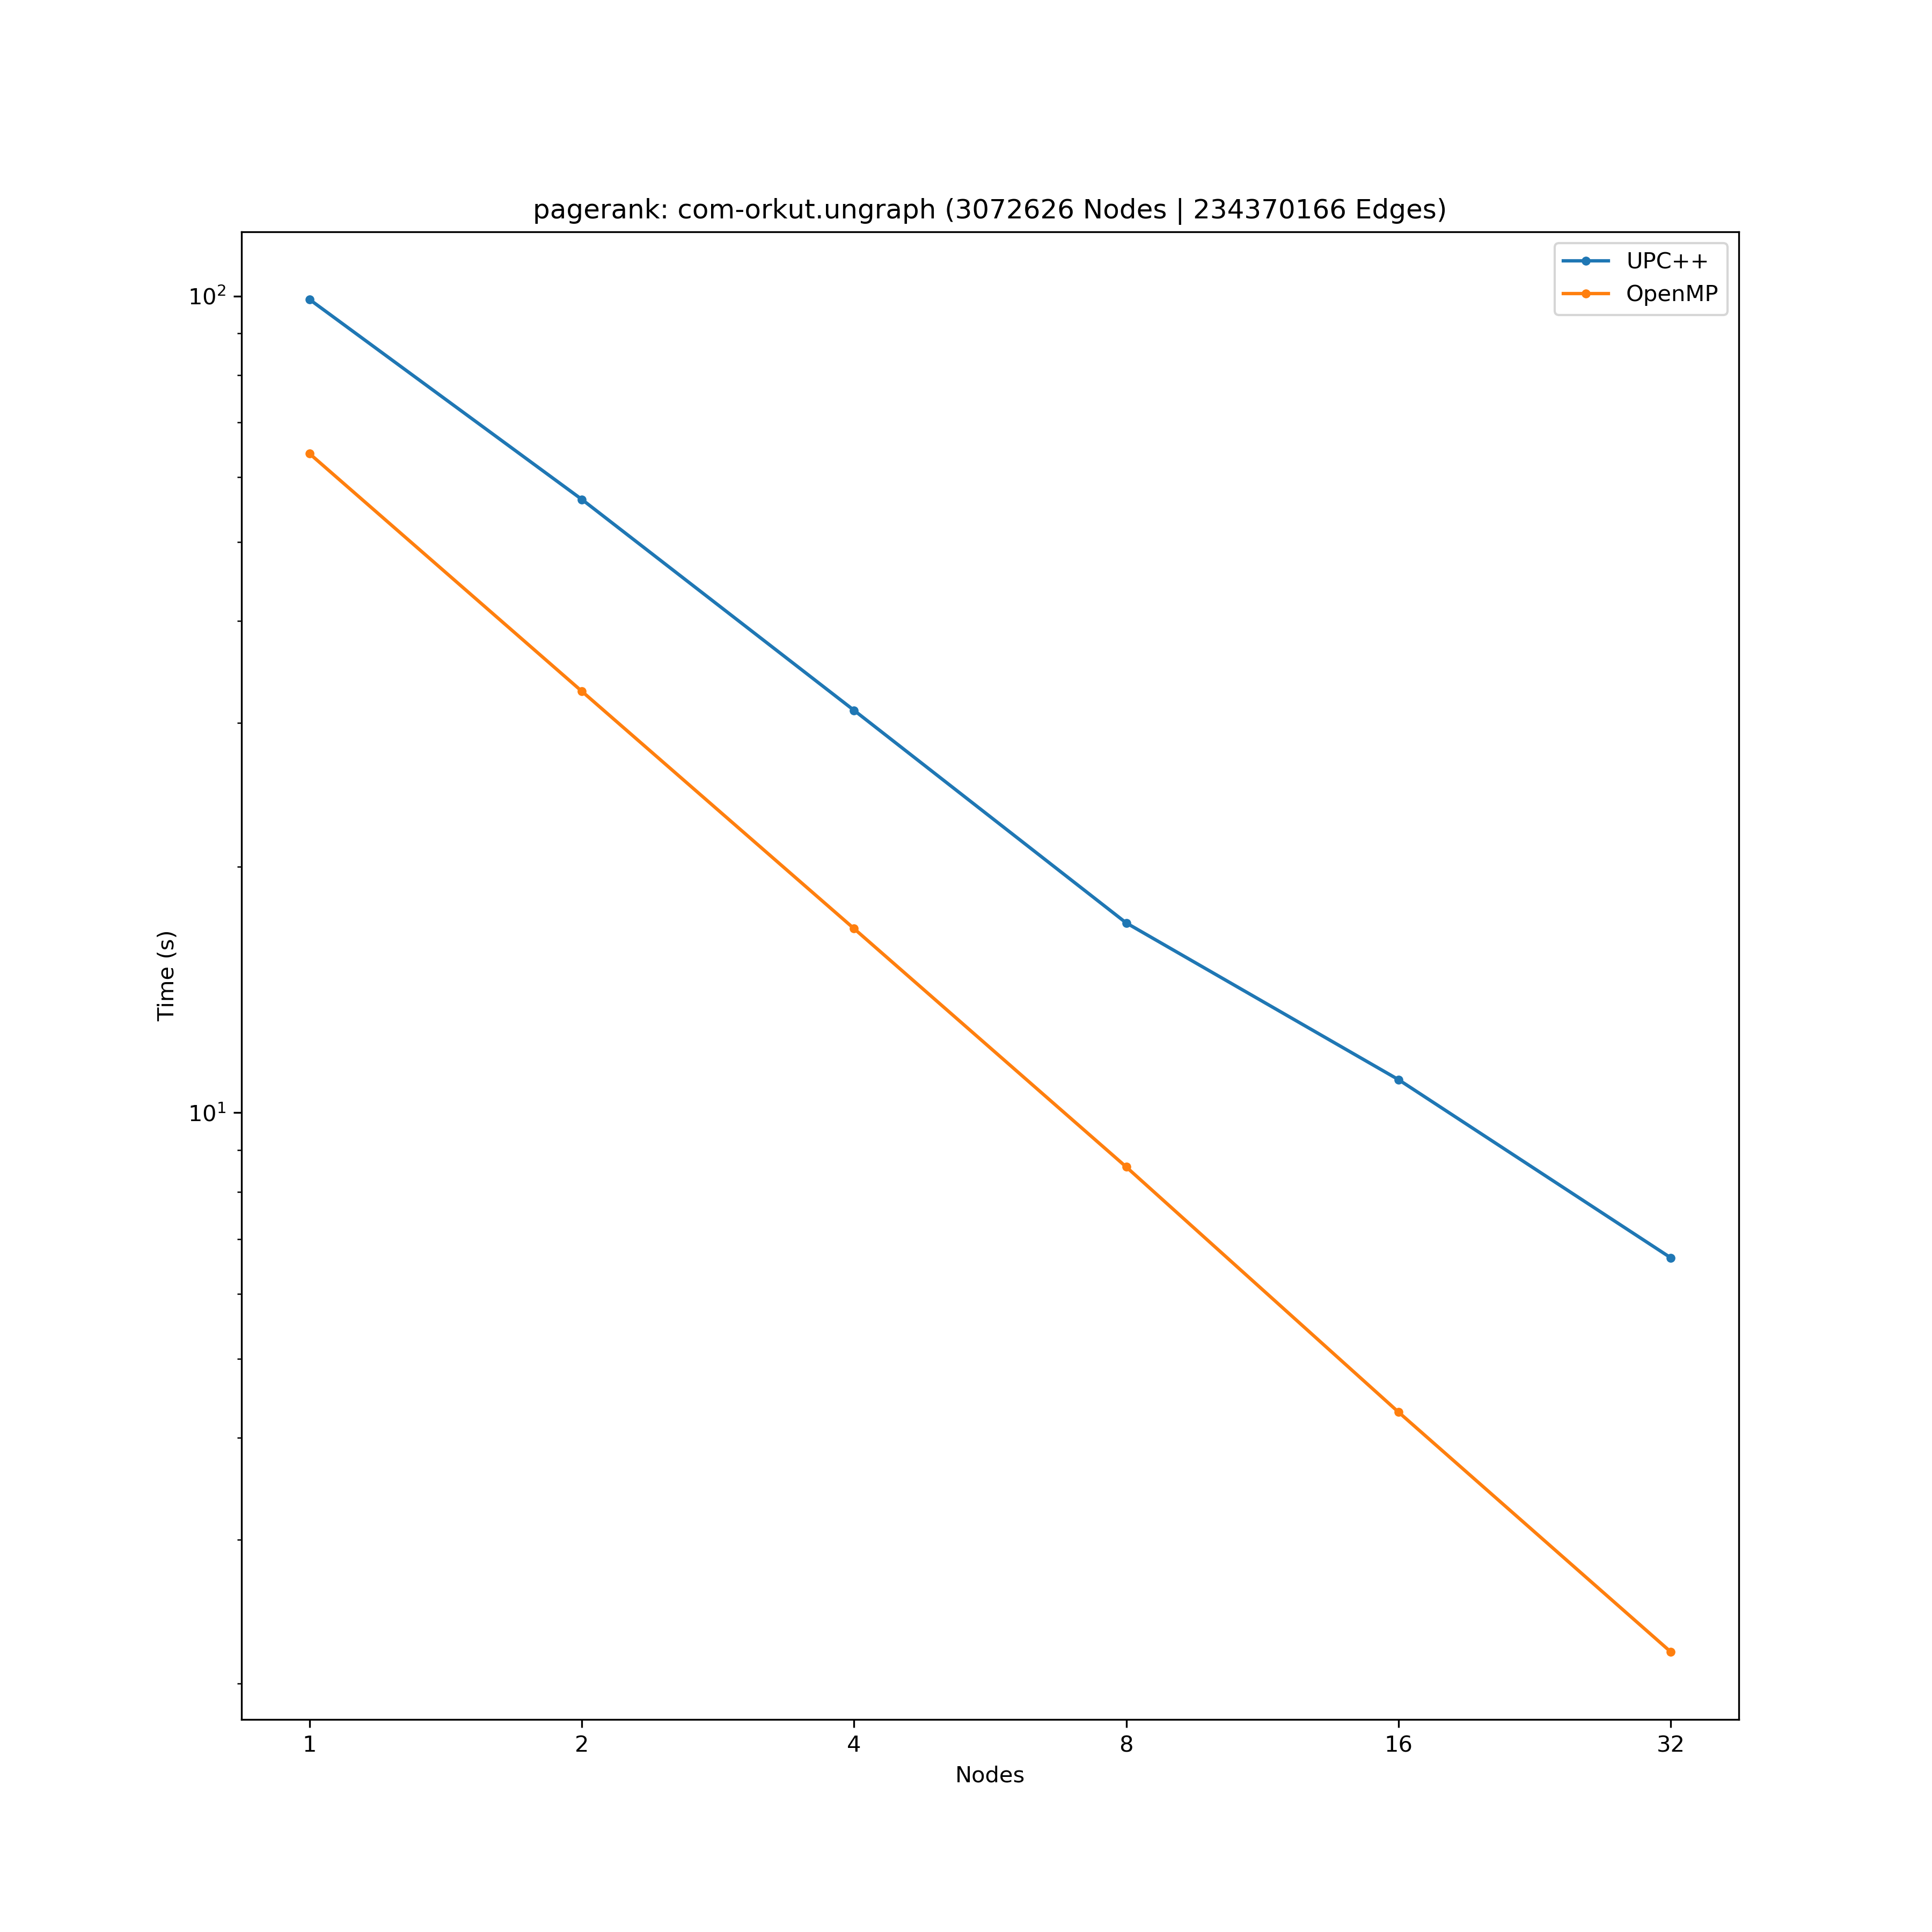 pagerank: com-orkut.ungraph (3072626 Nodes | 234370166 Edges)
UPC++
OpenMP
10²
10¹
Time (s)
1 2 4 8 16 32
Nodes